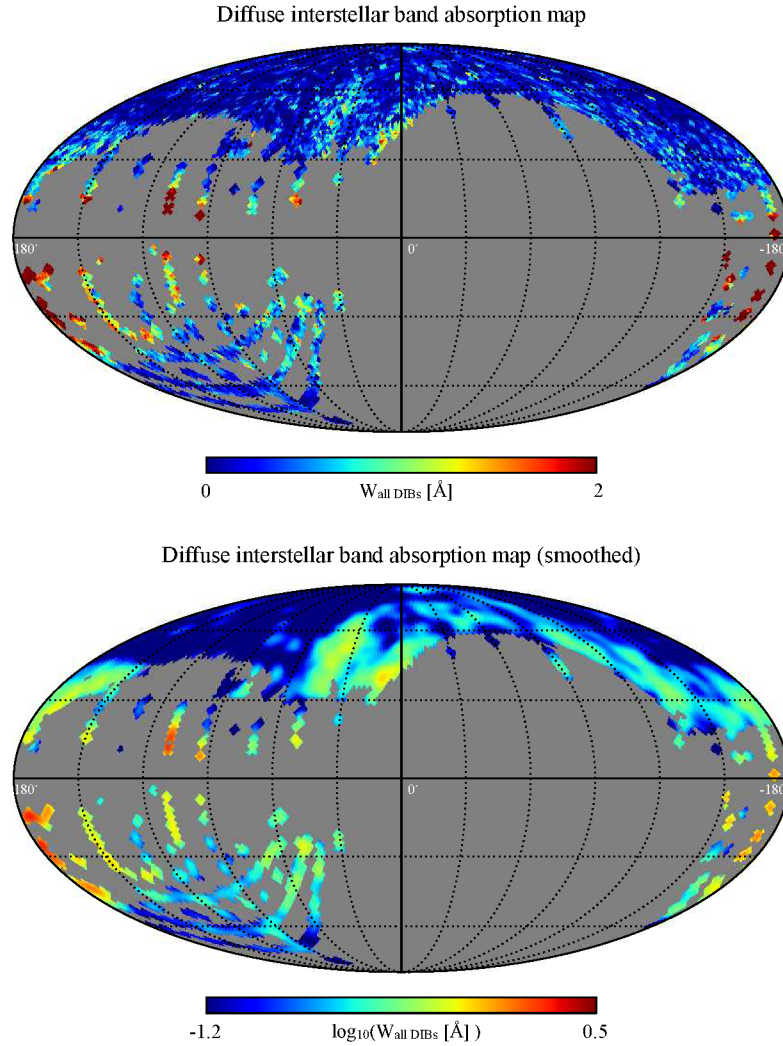 Diffuse interstellar band absorption map
180˚ 0˚ -180˚
0 W all DIBs [Å] 2
Diffuse interstellar band absorption map (smoothed)
180˚ 0˚ -180˚
-1.2 log10(W all DIBs [Å] ) 0.5